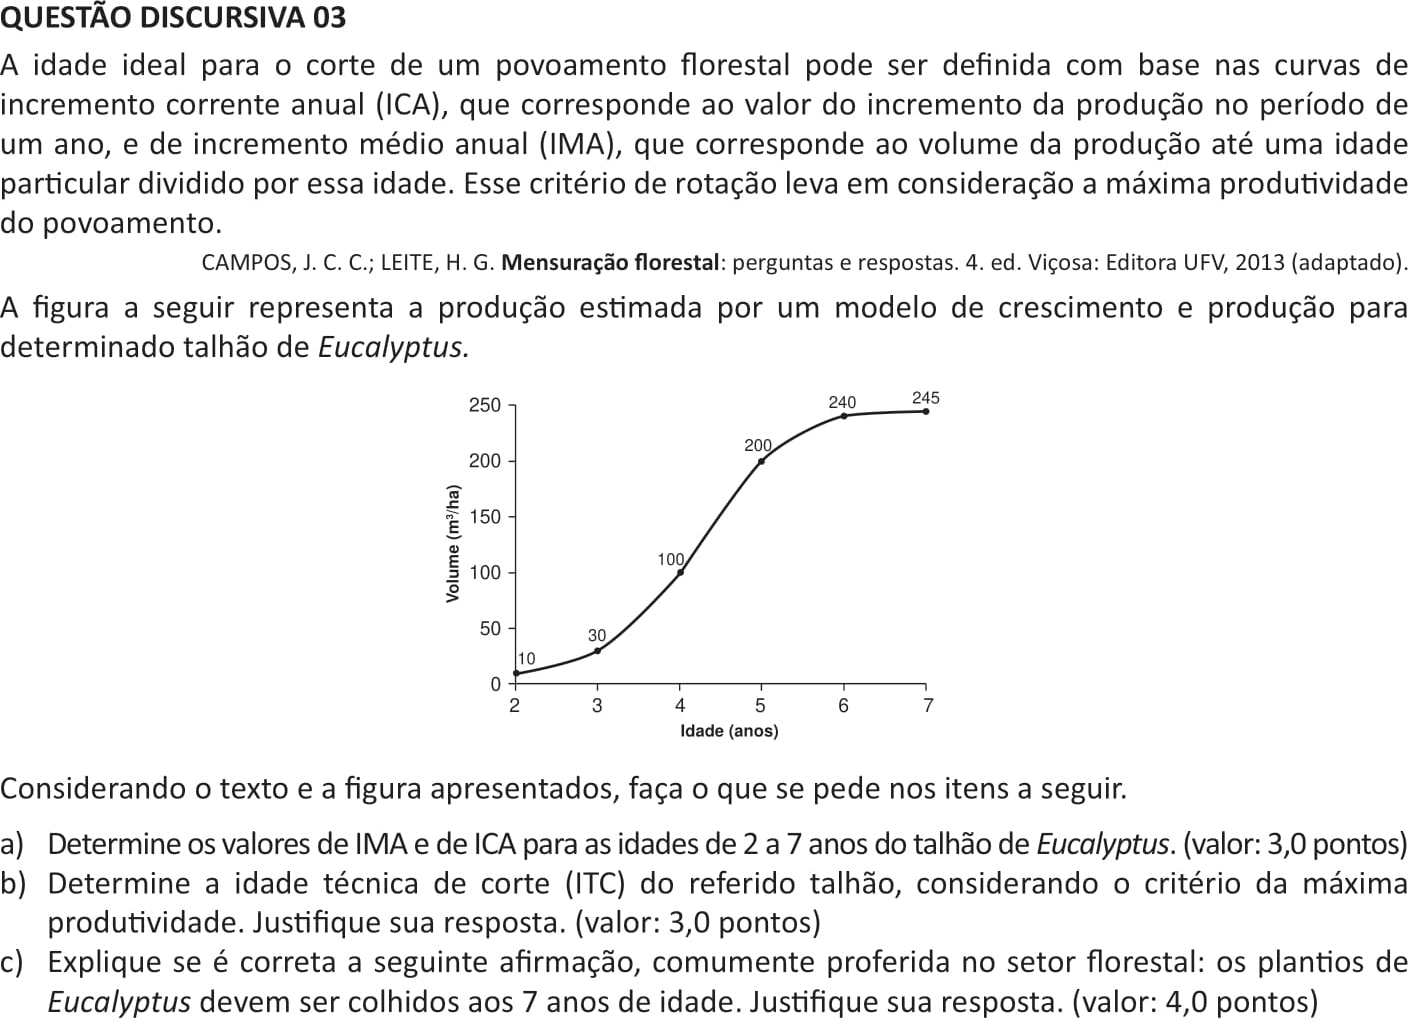 QUESTÃO DISCURSIVA 03
A idade ideal para o corte de um povoamento florestal pode ser definida com base nas curvas de
incremento corrente anual (ICA), que corresponde ao valor do incremento da produção no período de
um ano, e de incremento médio anual (IMA), que corresponde ao volume da produção até uma idade
particular dividido por essa idade. Esse critério de rotação leva em consideração a máxima produtividade
do povoamento.
CAMPOS, J. C. C.; LEITE, H. G. Mensuração florestal: perguntas e respostas. 4. ed. Viçosa: Editora UFV, 2013 (adaptado).
A figura a seguir representa a produção estimada por um modelo de crescimento e produção para
determinado talhão de Eucalyptus.
250
200
150
100
50
0
Volume (m³/ha)
10
30
100
200
240
245
2 3 4 5 6 7
Idade (anos)
Considerando o texto e a figura apresentados, faça o que se pede nos itens a seguir.
a) Determine os valores de IMA e de ICA para as idades de 2 a 7 anos do talhão de Eucalyptus. (valor: 3,0 pontos)
b) Determine a idade técnica de corte (ITC) do referido talhão, considerando o critério da máxima
produtividade. Justifique sua resposta. (valor: 3,0 pontos)
c) Explique se é correta a seguinte afirmação, comumente proferida no setor florestal: os plantios de
Eucalyptus devem ser colhidos aos 7 anos de idade. Justifique sua resposta. (valor: 4,0 pontos)